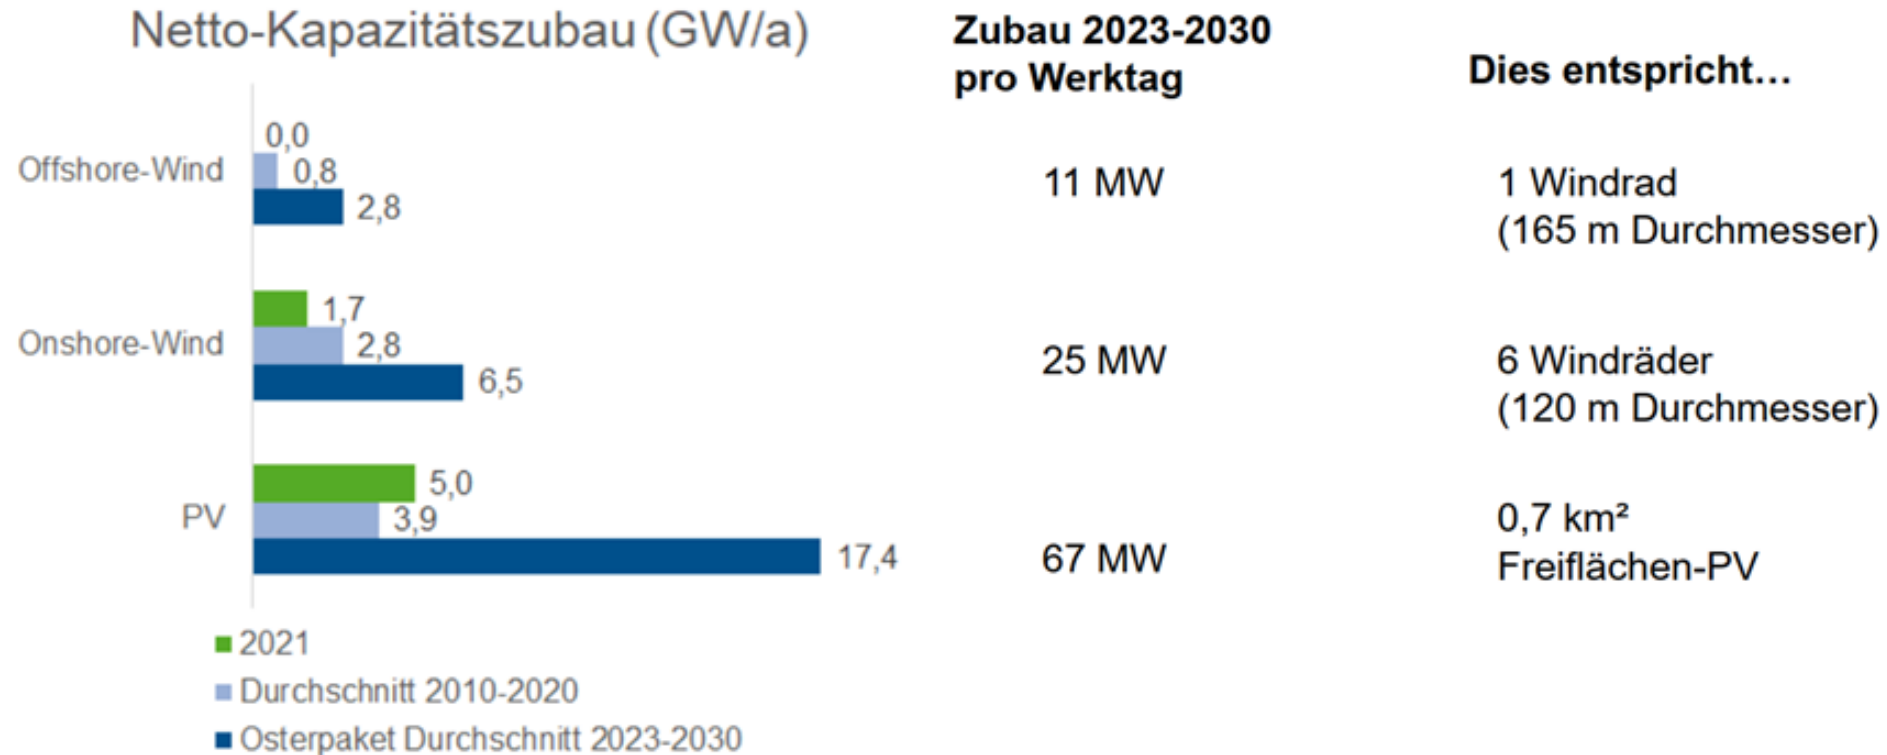 Netto-Kapazitätszubau (GW/a)
Zubau 2023-2030
pro Werktag
Dies entspricht…
Offshore-Wind
0,0
0,8
2,8
11 MW
1 Windrad
(165 m Durchmesser)
Onshore-Wind
1,7
2,8
6,5
25 MW
6 Windräder
(120 m Durchmesser)
PV
5,0
3,9
17,4
67 MW
0,7 km²
Freiflächen-PV
2021
Durchschnitt 2010-2020
Osterpaket Durchschnitt 2023-2030